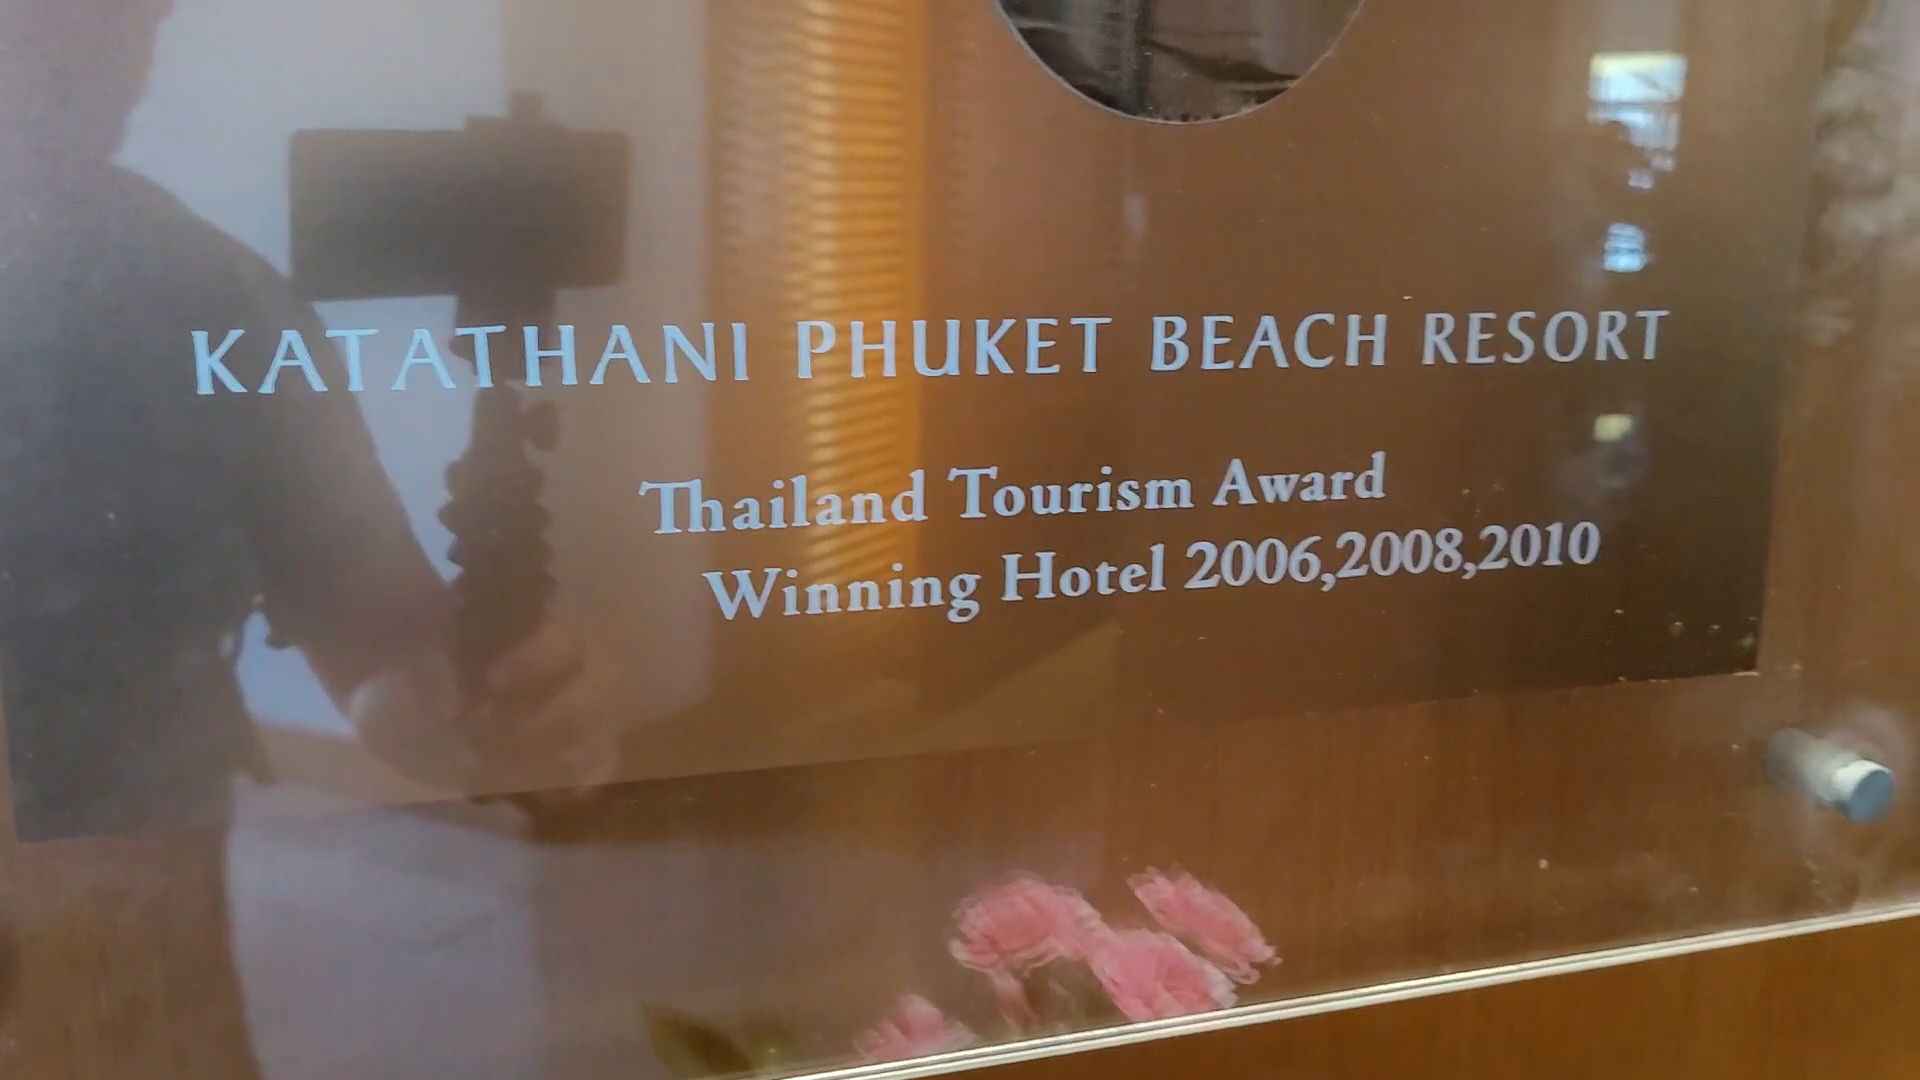 KATATHANI PHUKET BEACH RESORT
Thailand Tourism Award
Winning Hotel 2006,2008,2010